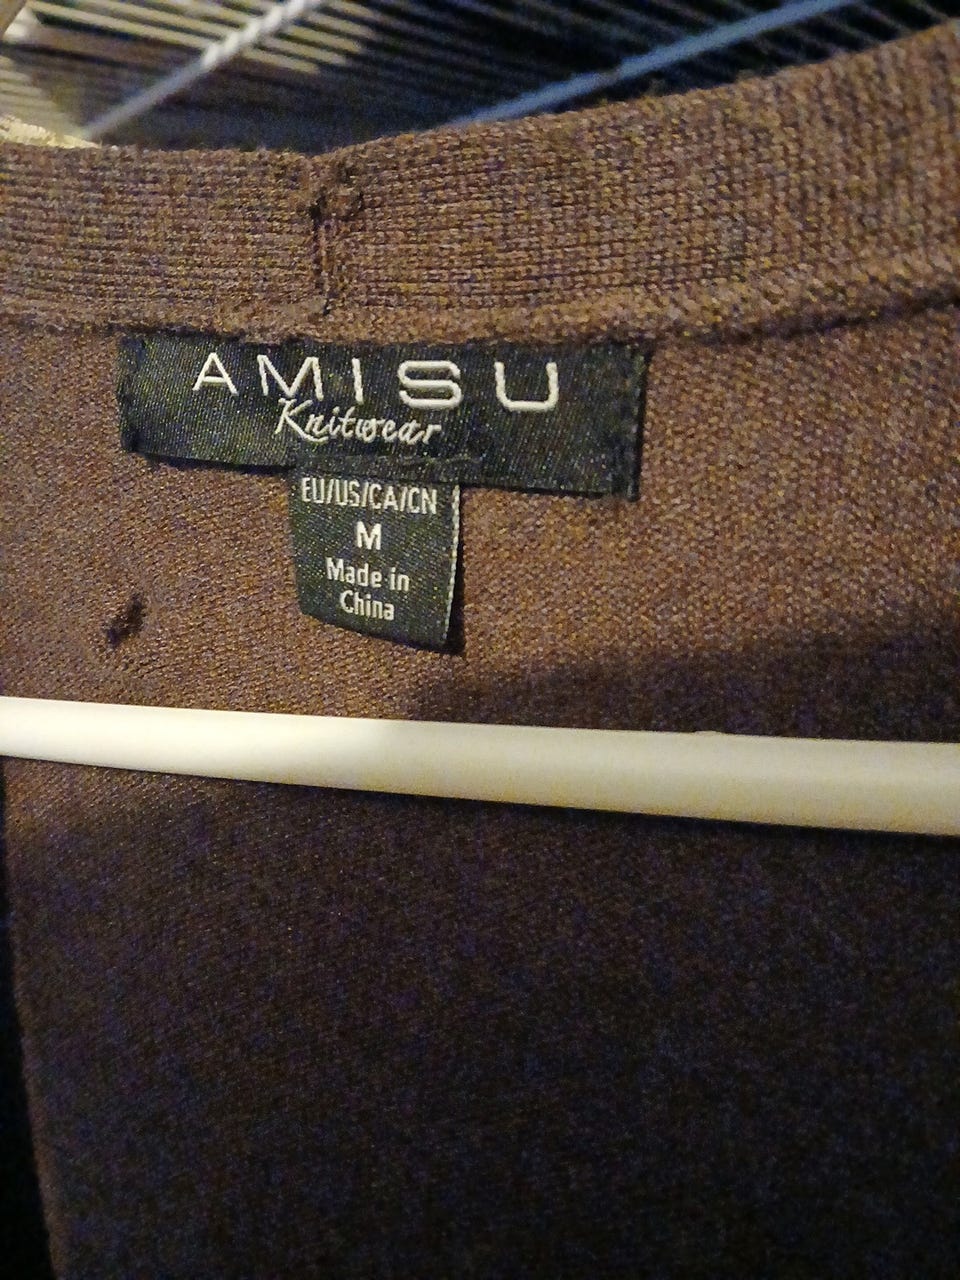 AMISU
Knitwear
EU/US/CA/CN
M
Made in
China